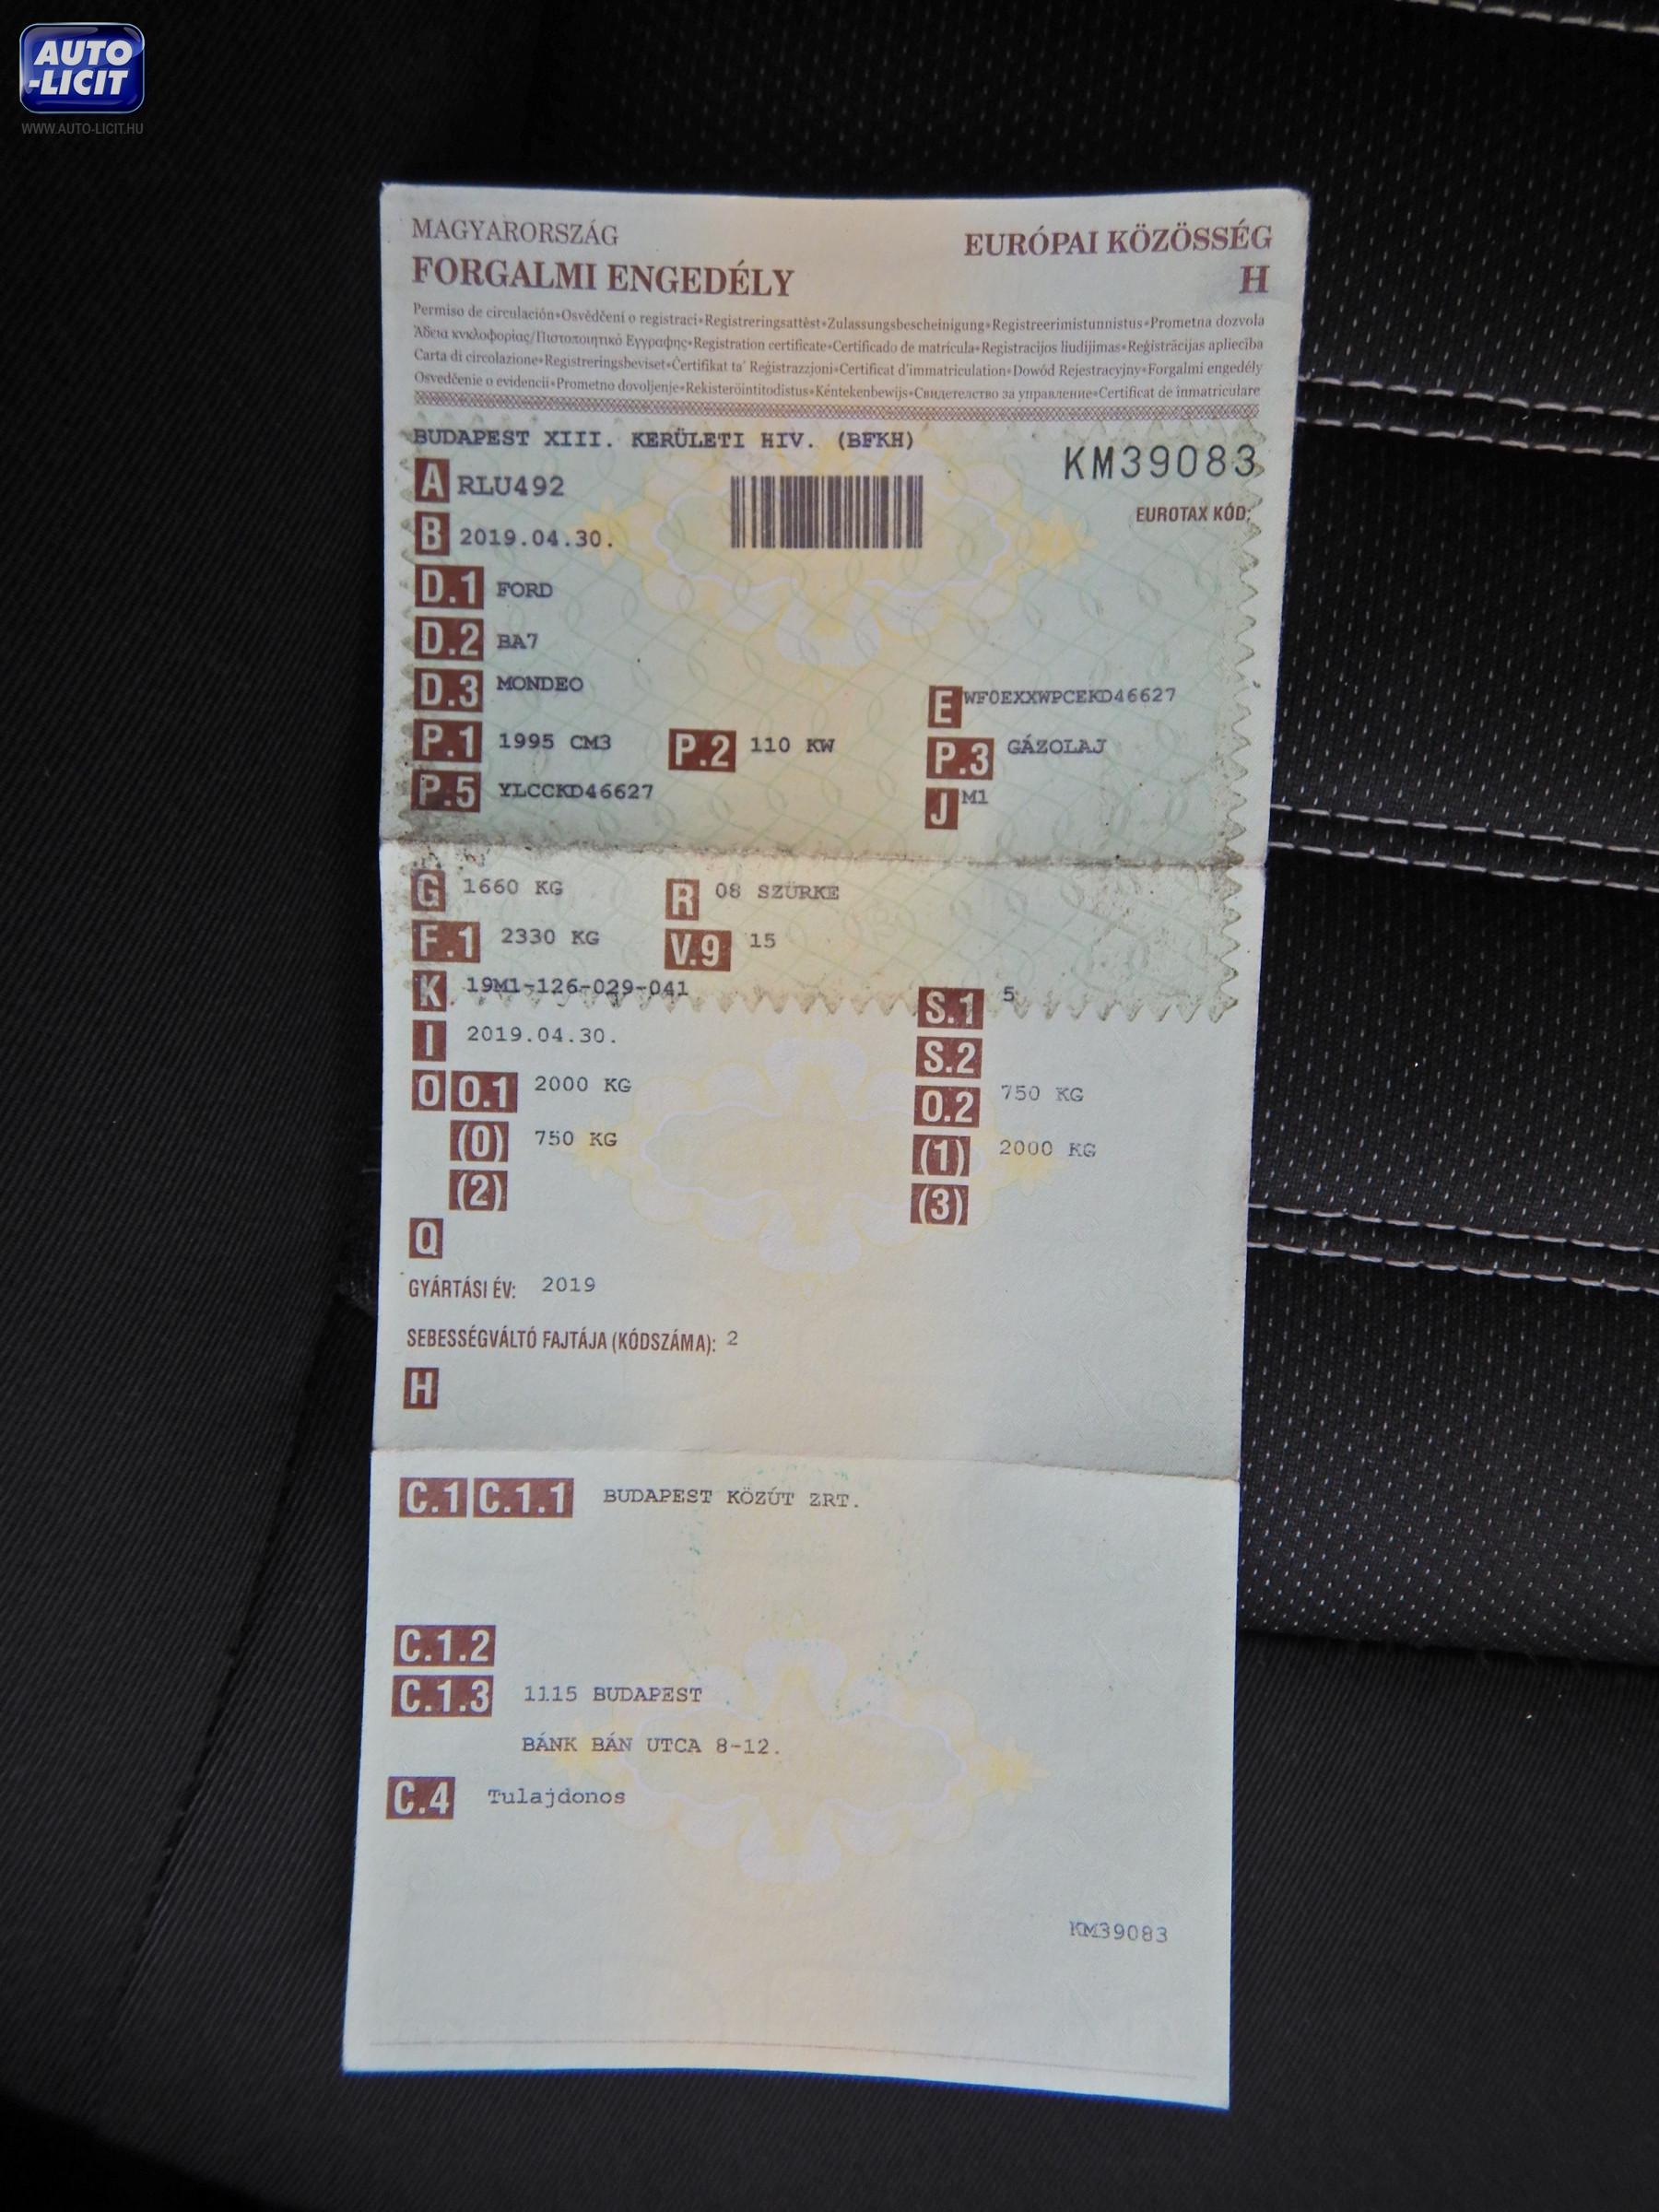 AUTO
-LICIT
WWW.AUTO-LICIT.HU
MAGYARORSZÁG
EURÓPAI KÖZÖSSÉG
FORGALMI ENGEDÉLY
H
Permiso de circulación•Osvědčení o registraci•Registreringsattest•Zulassungsbescheinigung•Registreerimistunnistus•Prometna dozvola
Άδεια κυκλοφορίας/Πιστοποιητικό Εγγραφής•Registration certificate•Certificado de matrícula•Registracijos liudijimas•Reģistrācijas apliecība
Carta di circolazione•Registreringsbeviset•Ċertifikat ta' Reġistrazzjoni•Certificat d'immatriculation•Dowód Rejestracyjny•Forgalmi engedély
Osvedčenie o evidencii•Prometno dovoljenje•Rekisteröintitodistus•Kentekenbewijs•Свидетелство за управление•Certificat de înmatriculare
BUDAPEST XIII. KERÜLETI HIV. (BFKH)
KM39083
A RLU492
EUROTAX KÓD:
B 2019.04.30.
D.1 FORD
D.2 BA7
D.3 MONDEO
E WF0EXXWPCEKD46627
P.1 1995 CM3 P.2 110 KW P.3 GÁZOLAJ
P.5 YLCCKD46627 J M1
G 1660 KG R 08 SZÜRKE
F.1 2330 KG V.9 15
K 19M1-126-029-041 S.1 5
I 2019.04.30. S.2
O O.1 2000 KG O.2 750 KG
(0) 750 KG (1) 2000 KG
(2) (3)
Q
GYÁRTÁSI ÉV: 2019
SEBESSÉGVÁLTÓ FAJTÁJA (KÓDSZÁMA): 2
H
C.1 C.1.1 BUDAPEST KÖZÚT ZRT.
C.1.2
C.1.3 1115 BUDAPEST
BÁNK BÁN UTCA 8-12.
C.4 Tulajdonos
KM39083